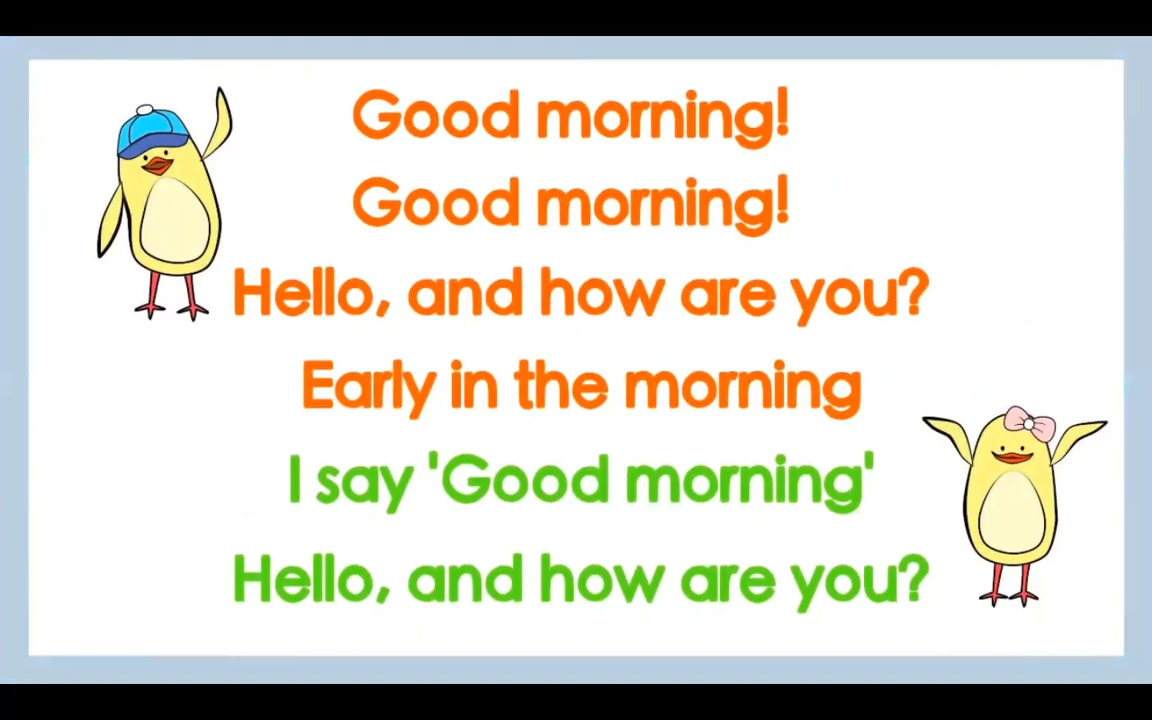 Good morning!
Good morning!
Hello, and how are you?
Early in the morning
I say 'Good morning'
Hello, and how are you?